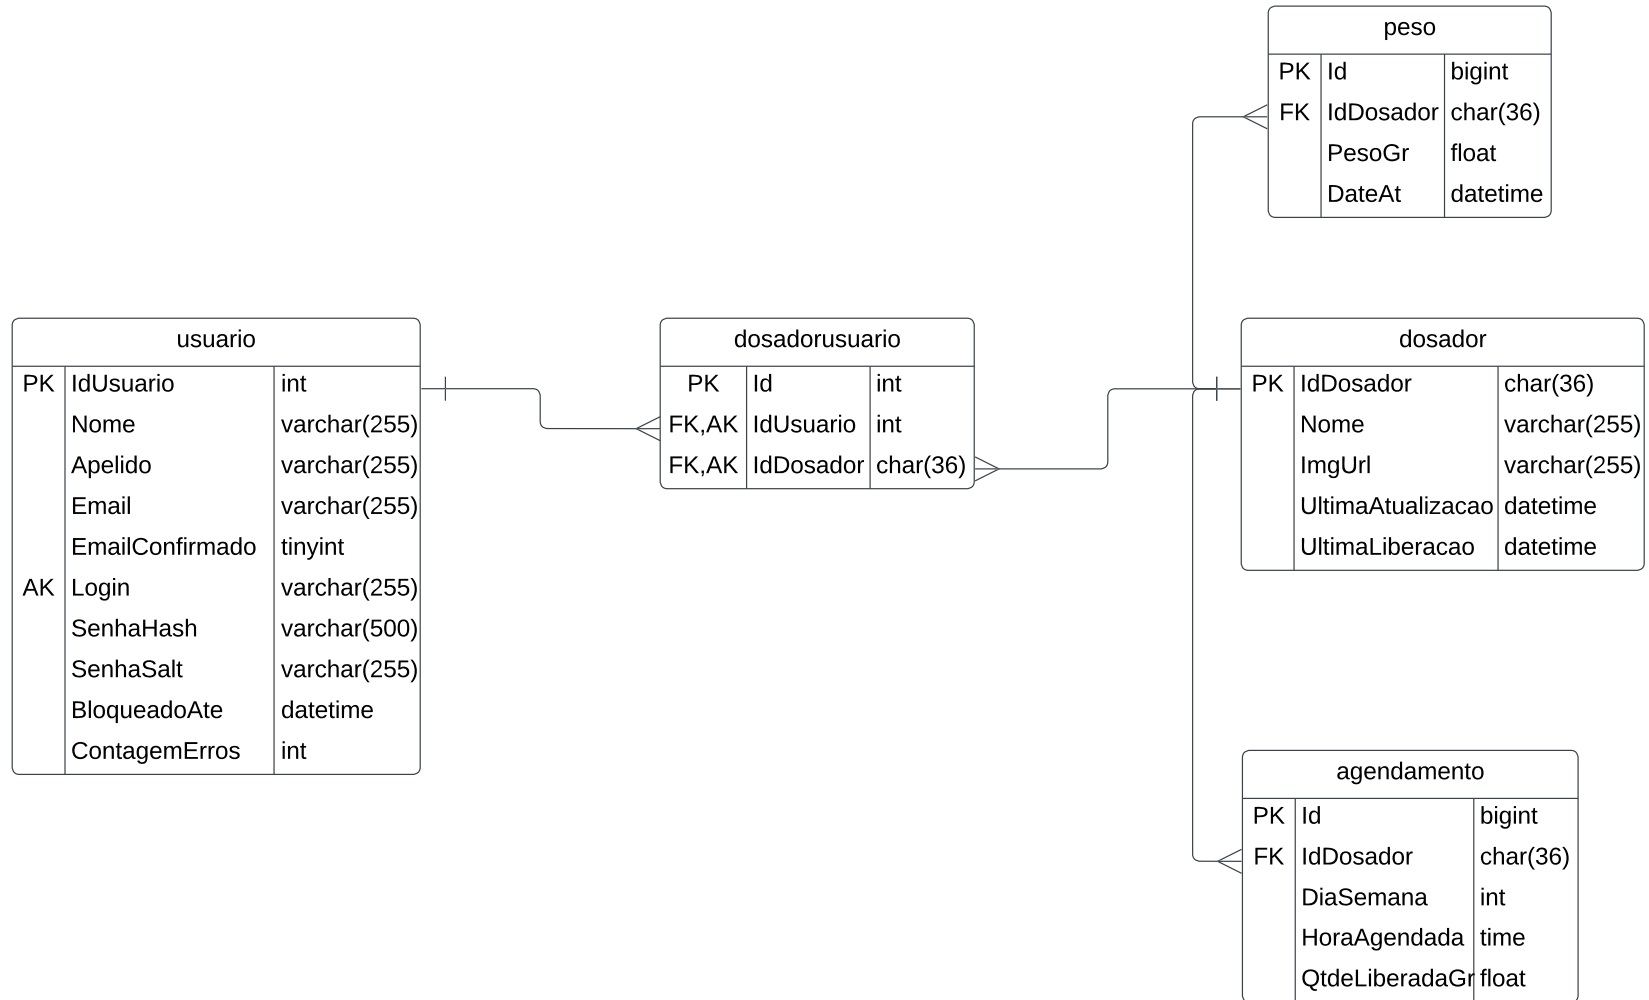 peso
PK Id bigint
FK IdDosador char(36)
PesoGr float
DateAt datetime
usuario
PK IdUsuario int
Nome varchar(255)
Apelido varchar(255)
Email varchar(255)
EmailConfirmado tinyint
AK Login varchar(255)
SenhaHash varchar(500)
SenhaSalt varchar(255)
BloqueadoAte datetime
ContagemErros int
dosadorusuario
PK Id int
FK,AK IdUsuario int
FK,AK IdDosador char(36)
dosador
PK IdDosador char(36)
Nome varchar(255)
ImgUrl varchar(255)
UltimaAtualizacao datetime
UltimaLiberacao datetime
agendamento
PK Id bigint
FK IdDosador char(36)
DiaSemana int
HoraAgendada time
QtdeLiberadaGr float